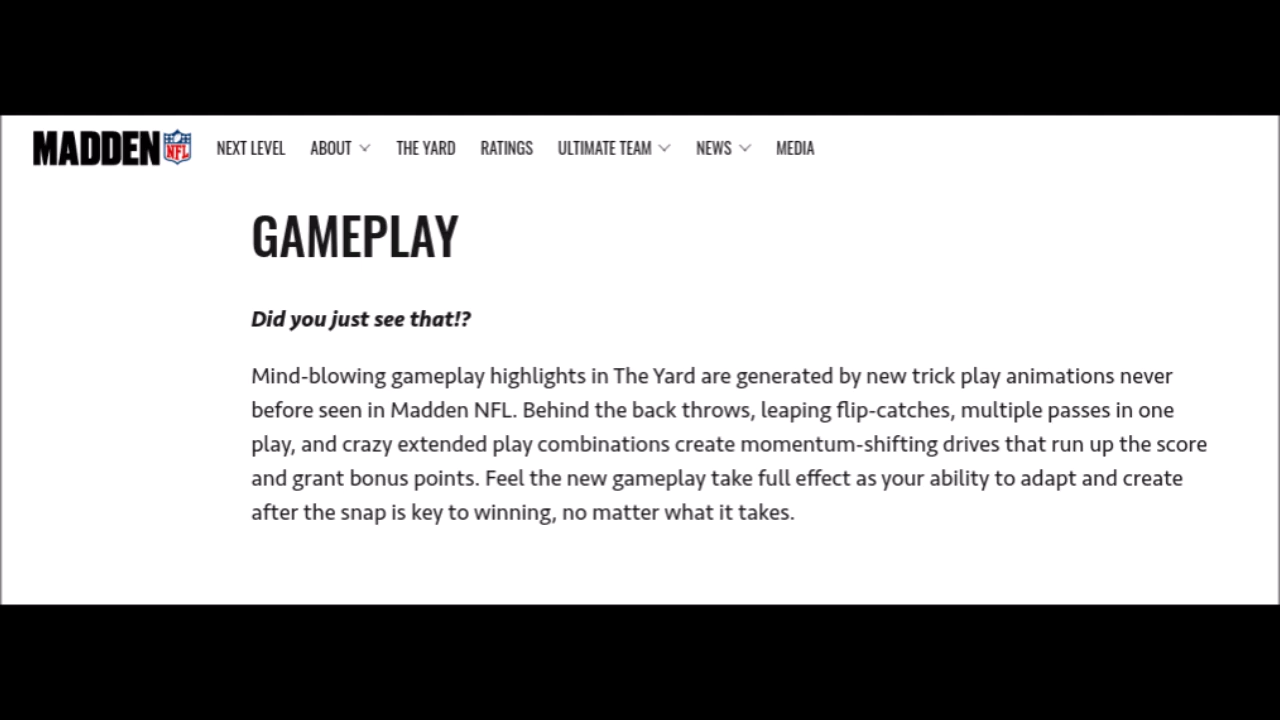 MADDEN NFL NEXT LEVEL ABOUT THE YARD RATINGS ULTIMATE TEAM NEWS MEDIA
GAMEPLAY
Did you just see that!?
Mind-blowing gameplay highlights in The Yard are generated by new trick play animations never
before seen in Madden NFL. Behind the back throws, leaping flip-catches, multiple passes in one
play, and crazy extended play combinations create momentum-shifting drives that run up the score
and grant bonus points. Feel the new gameplay take full effect as your ability to adapt and create
after the snap is key to winning, no matter what it takes.